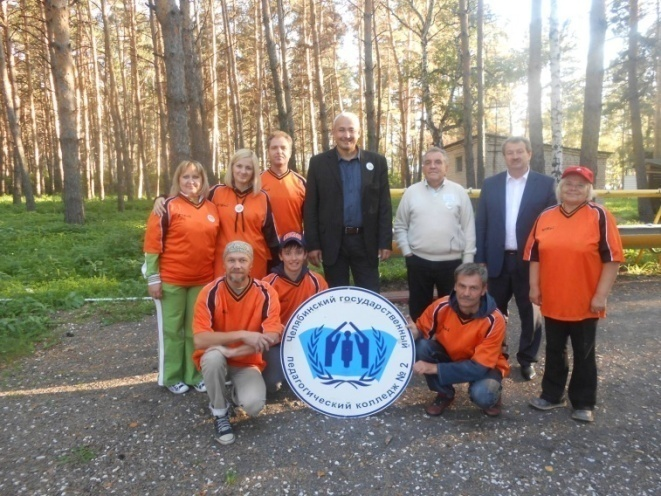 Челябинский государственный
педагогический колледж № 2